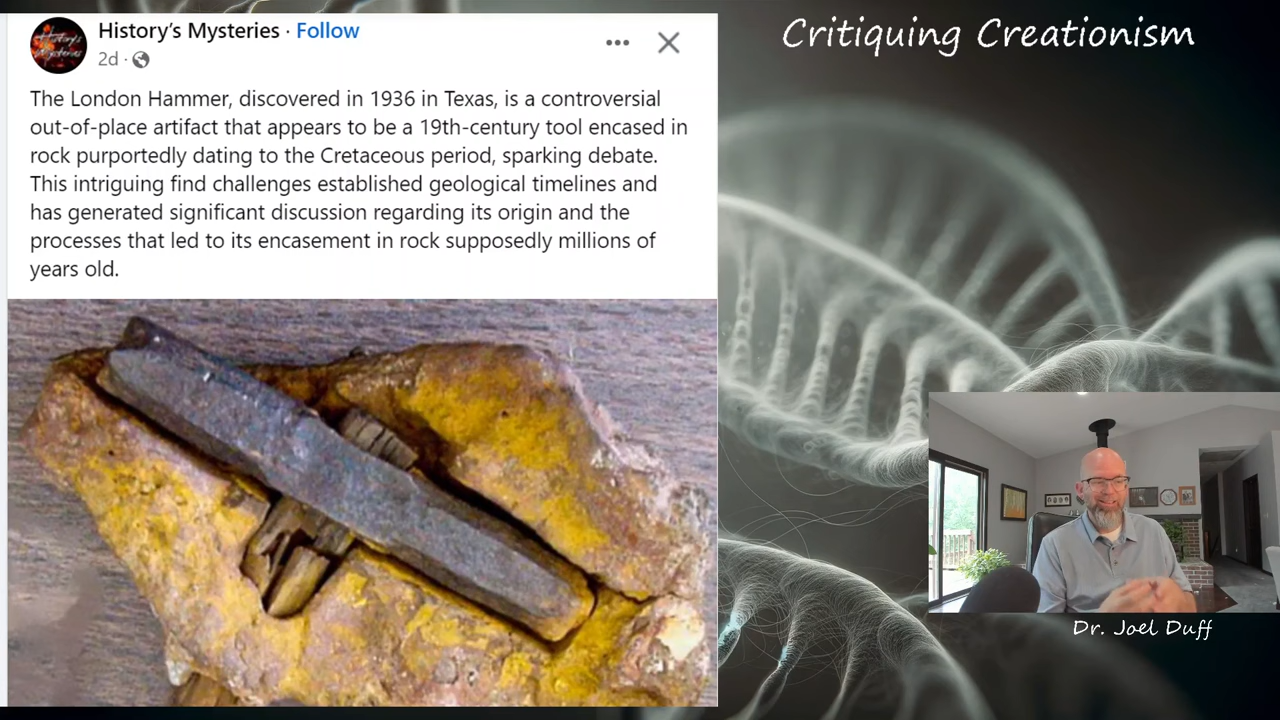 History's Mysteries · Follow
2d ·
The London Hammer, discovered in 1936 in Texas, is a controversial
out-of-place artifact that appears to be a 19th-century tool encased in
rock purportedly dating to the Cretaceous period, sparking debate.
This intriguing find challenges established geological timelines and
has generated significant discussion regarding its origin and the
processes that led to its encasement in rock supposedly millions of
years old.
Critiquing Creationism
Dr. Joel Duff